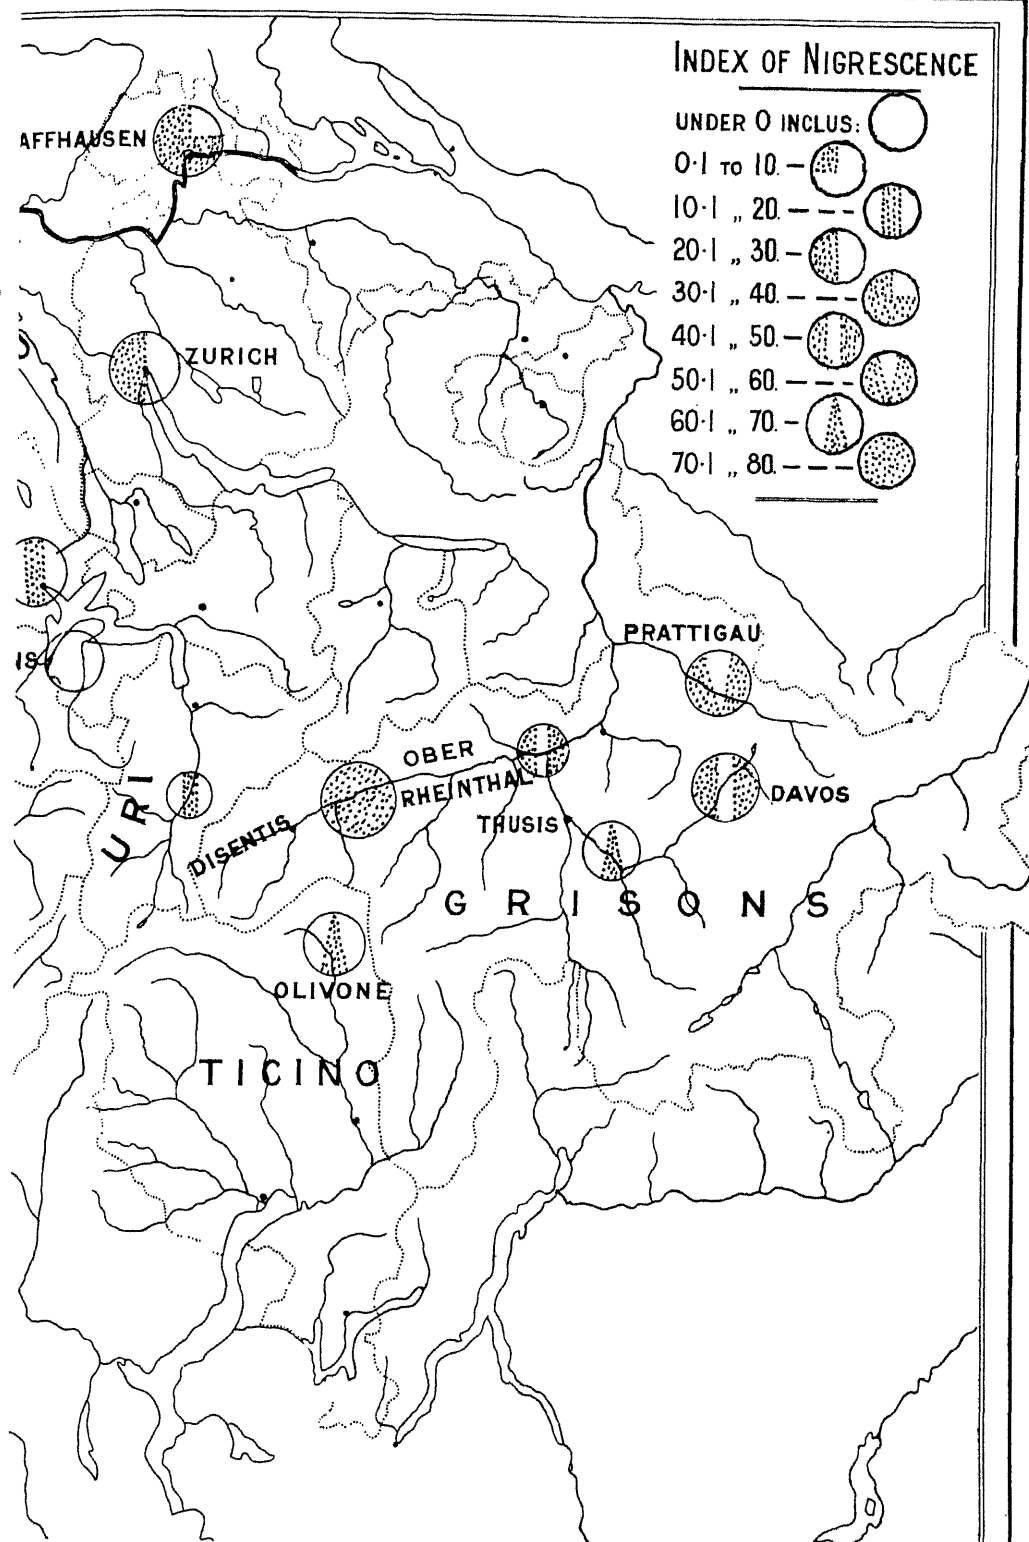 INDEX OF NIGRESCENCE
UNDER 0 INCLUS:
0·1 TO 10.—
10·1 „ 20.———
20·1 „ 30.—
30·1 „ 40.———
40·1 „ 50.—
50·1 „ 60.———
60·1 „ 70.—
70·1 „ 80.———
AFFHAUSEN
ZURICH
IS
PRATTIGAU
OBER
RHEINTHAL
DAVOS
URI
DISENTIS
THUSIS
GRISONS
OLIVONE
TICINO